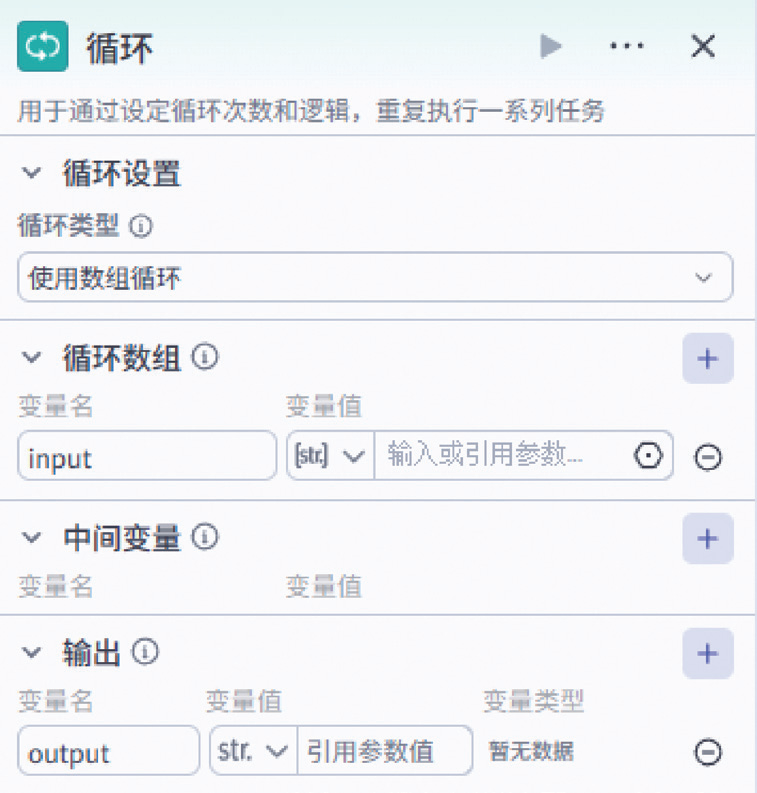 循环
用于通过设定循环次数和逻辑，重复执行一系列任务
循环设置
循环类型
使用数组循环
循环数组
变量名 变量值
input [str.] 输入或引用参数...
中间变量
变量名 变量值
输出
变量名 变量值 变量类型
output str. 引用参数值 暂无数据